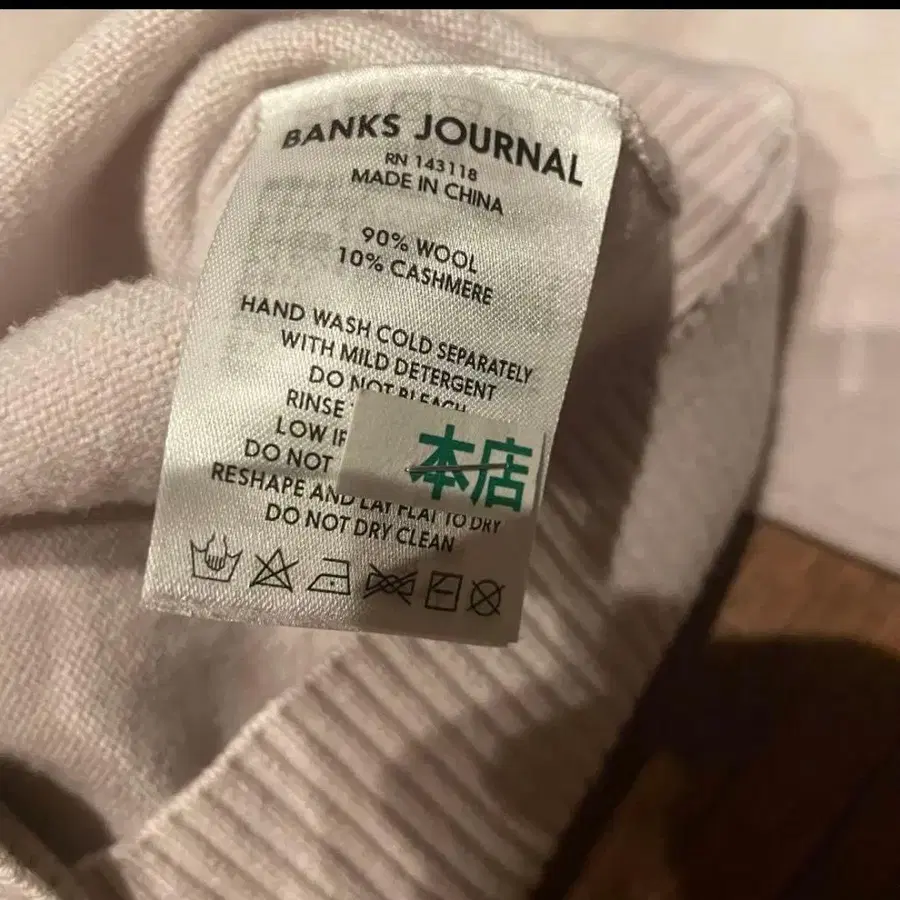 BANKS JOURNAL
RN 143118
MADE IN CHINA
90% WOOL
10% CASHMERE
HAND WASH COLD SEPARATELY
WITH MILD DETERGENT
DO NOT BLEACH
RINSE
LOW
DO NOT
本店
RESHAPE AND LAY FLAT TO DRY
DO NOT DRY CLEAN